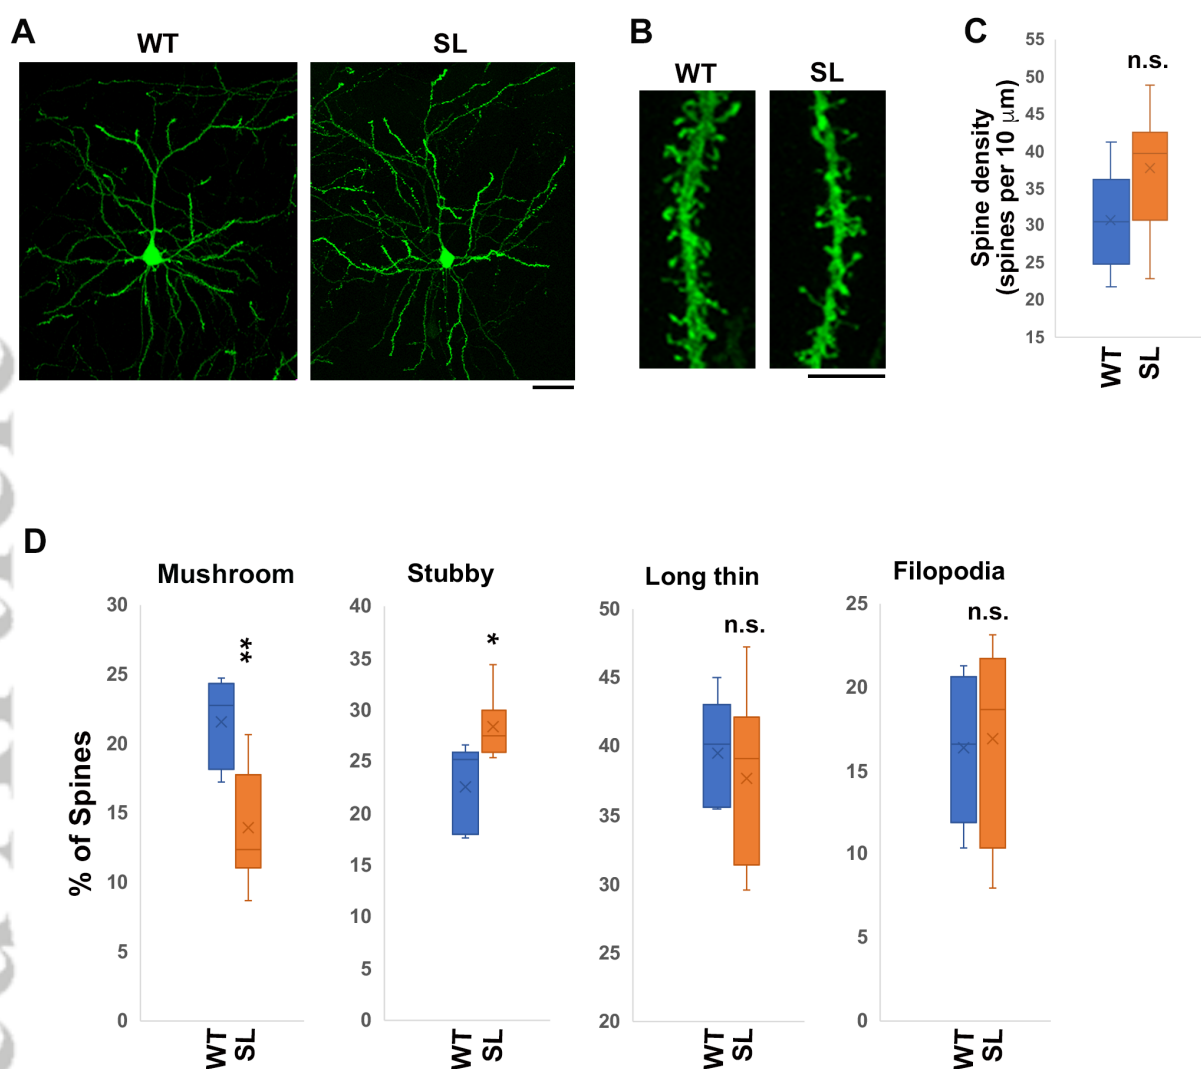 A
WT
SL
B
WT
SL
C
Spine density
(spines per 10 μm)
55
50
45
40
35
30
25
20
15
n.s.
WT
SL
D
% of Spines
Mushroom
30
25
20
15
10
5
0
**
WT
SL
Stubby
40
35
30
25
20
15
10
5
0
*
WT
SL
Long thin
50
45
40
35
30
25
20
n.s.
WT
SL
Filopodia
25
20
15
10
5
0
n.s.
WT
SL